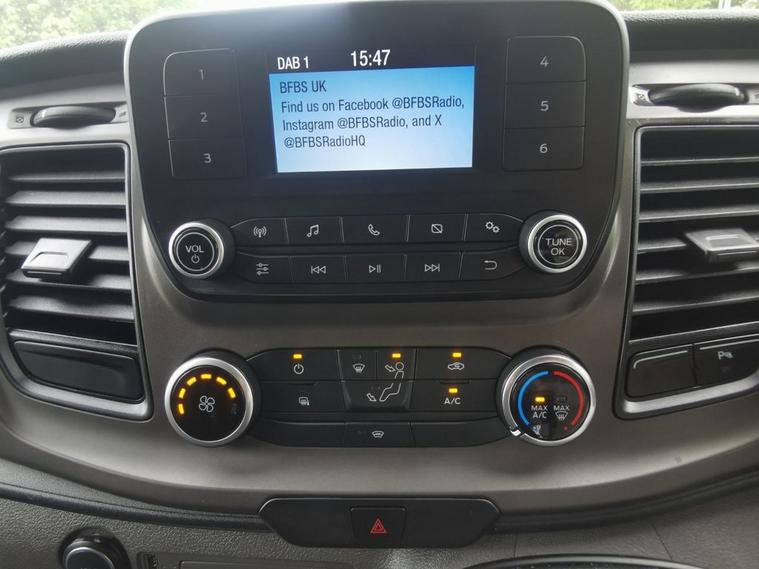 DAB 1 15:47
BFBS UK
Find us on Facebook @BFBSRadio,
Instagram @BFBSRadio, and X
@BFBSRadioHQ
1
2
3
4
5
6
VOL
TUNE
OK
A/C
MAX
A/C
MAX